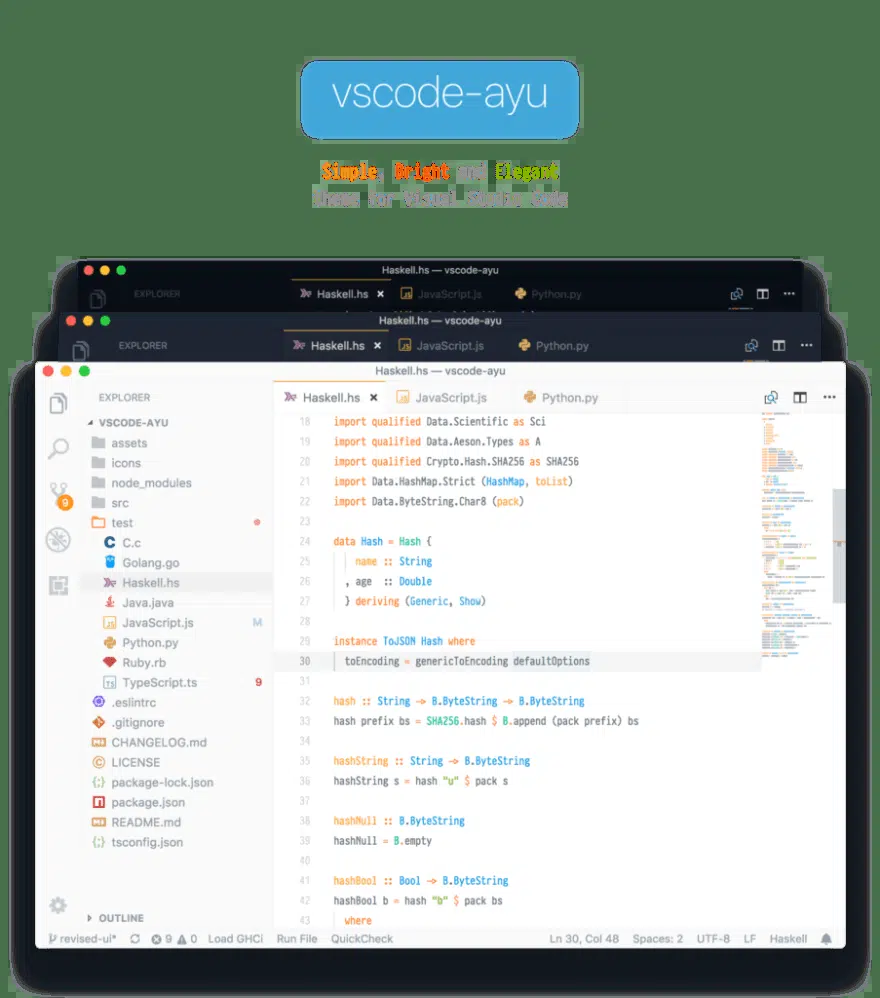 vscode-ayu
Simple, Bright and Elegant
theme for Visual Studio Code
Haskell.hs — vscode-ayu
EXPLORER
Haskell.hs
JavaScript.js
Python.py
Haskell.hs — vscode-ayu
EXPLORER
Haskell.hs
JavaScript.js
Python.py
Haskell.hs — vscode-ayu
EXPLORER
VSCODE-AYU
assets
icons
node_modules
src
test
C.c
Golang.go
Haskell.hs
Java.java
JavaScript.js M
Python.py
Ruby.rb
TypeScript.ts 9
.eslintrc
.gitignore
CHANGELOG.md
LICENSE
package-lock.json
package.json
README.md
tsconfig.json
OUTLINE
9
Haskell.hs
JavaScript.js
Python.py
18 import qualified Data.Scientific as Sci
19 import qualified Data.Aeson.Types as A
20 import qualified Crypto.Hash.SHA256 as SHA256
21 import Data.HashMap.Strict (HashMap, toList)
22 import Data.ByteString.Char8 (pack)
23
24 data Hash = Hash {
25 name :: String
26 , age :: Double
27 } deriving (Generic, Show)
28
29 instance ToJSON Hash where
30 toEncoding = genericToEncoding defaultOptions
31
32 hash :: String -> B.ByteString -> B.ByteString
33 hash prefix bs = SHA256.hash $ B.append (pack prefix) bs
34
35 hashString :: String -> B.ByteString
36 hashString s = hash "u" $ pack s
37
38 hashNull :: B.ByteString
39 hashNull = B.empty
40
41 hashBool :: Bool -> B.ByteString
42 hashBool b = hash "b" $ pack bs
43 where
revised-ui* 9 0 Load GHCi Run File QuickCheck Ln 30, Col 48 Spaces: 2 UTF-8 LF Haskell